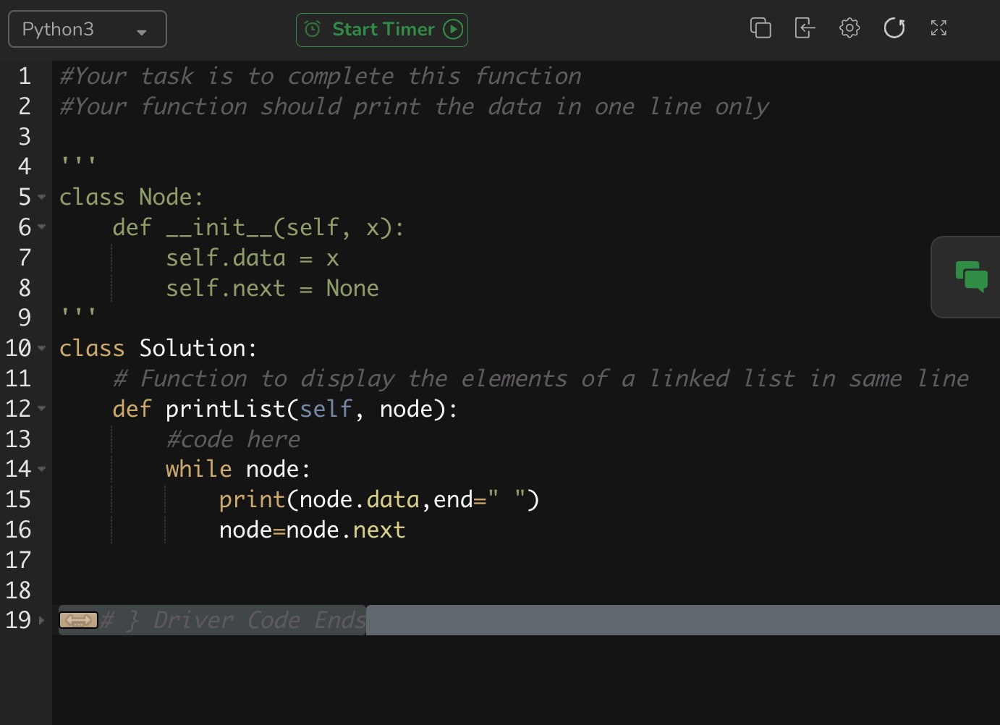 Python3
Start Timer
1 #Your task is to complete this function
2 #Your function should print the data in one line only
3
4 '''
5 class Node:
6     def __init__(self, x):
7         self.data = x
8         self.next = None
9 '''
10 class Solution:
11     # Function to display the elements of a linked list in same line
12     def printList(self, node):
13         #code here
14         while node:
15             print(node.data,end=" ")
16             node=node.next
17
18
19 # } Driver Code Ends